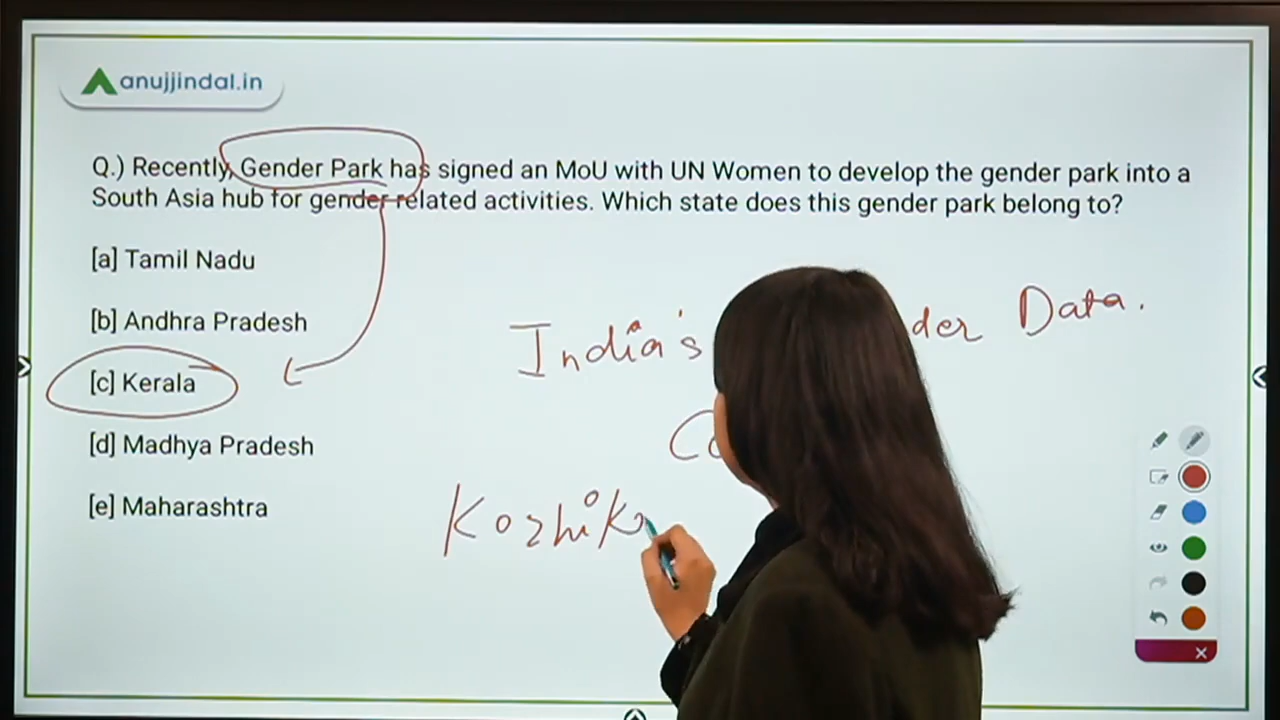 anujjindal.in
Q.) Recently, Gender Park has signed an MoU with UN Women to develop the gender park into a
South Asia hub for gender related activities. Which state does this gender park belong to?
[a] Tamil Nadu
[b] Andhra Pradesh
[c] Kerala
[d] Madhya Pradesh
[e] Maharashtra
India's der Data.
Kozhik